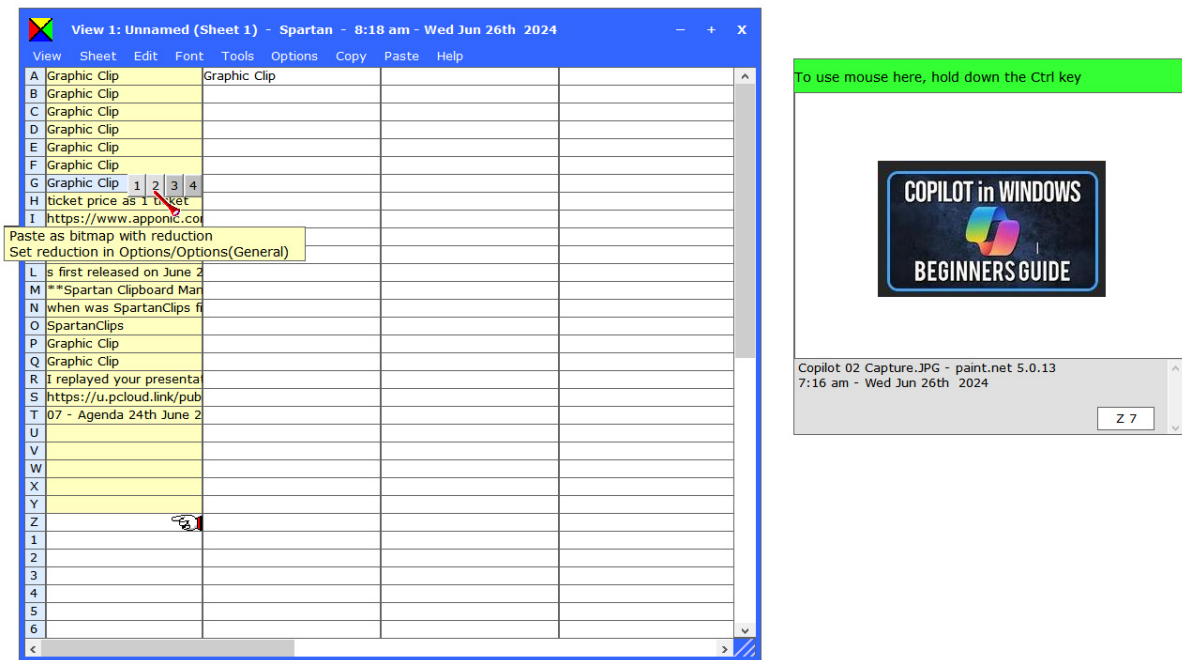 View 1: Unnamed (Sheet 1) - Spartan - 8:18 am - Wed Jun 26th 2024
— + X
View Sheet Edit Font Tools Options Copy Paste Help
A Graphic Clip Graphic Clip
B Graphic Clip
C Graphic Clip
D Graphic Clip
E Graphic Clip
F Graphic Clip
G Graphic Clip 1 2 3 4
H ticket price as 1 ticket
I https://www.apponic.co
Paste as bitmap with reduction
Set reduction in Options/Options(General)
L s first released on June 2
M **Spartan Clipboard Man
N when was SpartanClips fi
O SpartanClips
P Graphic Clip
Q Graphic Clip
R I replayed your presentat
S https://u.pcloud.link/pub
T 07 - Agenda 24th June 2
U
V
W
X
Y
Z
1
2
3
4
5
6
To use mouse here, hold down the Ctrl key
COPILOT in WINDOWS
BEGINNERS GUIDE
Copilot 02 Capture.JPG - paint.net 5.0.13
7:16 am - Wed Jun 26th 2024
Z 7